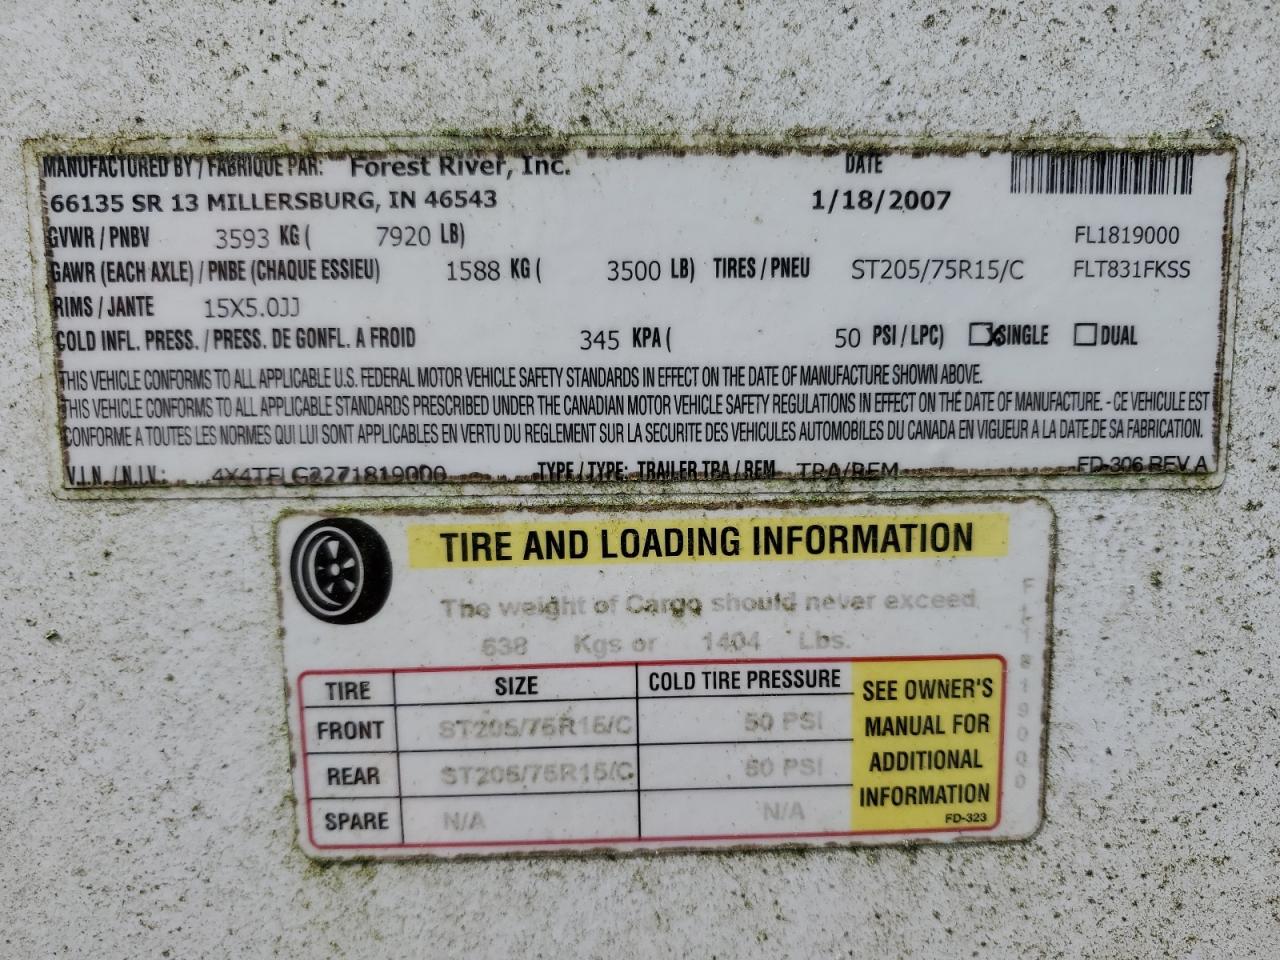 MANUFACTURED BY / FABRIQUE PAR: Forest River, Inc. DATE
66135 SR 13 MILLERSBURG, IN 46543 1/18/2007
GVWR / PNBV 3593 KG ( 7920 LB) FL1819000
GAWR (EACH AXLE) / PNBE (CHAQUE ESSIEU) 1588 KG ( 3500 LB) TIRES / PNEU ST205/75R15/C FLT831FKSS
RIMS / JANTE 15X5.0JJ
COLD INFL. PRESS. / PRESS. DE GONFL. A FROID 345 KPA ( 50 PSI / LPC) X SINGLE DUAL
THIS VEHICLE CONFORMS TO ALL APPLICABLE U.S. FEDERAL MOTOR VEHICLE SAFETY STANDARDS IN EFFECT ON THE DATE OF MANUFACTURE SHOWN ABOVE.
THIS VEHICLE CONFORMS TO ALL APPLICABLE STANDARDS PRESCRIBED UNDER THE CANADIAN MOTOR VEHICLE SAFETY REGULATIONS IN EFFECT ON THE DATE OF MANUFACTURE. - CE VEHICULE EST
CONFORME A TOUTES LES NORMES QUI LUI SONT APPLICABLES EN VERTU DU REGLEMENT SUR LA SECURITE DES VEHICULES AUTOMOBILES DU CANADA EN VIGUEUR A LA DATE DE SA FABRICATION.
V.I.N. / N.I.V.: 4X4TFLG2271819000 TYPE / TYPE: TRAILER TRA / REM TRA/REM FD-306 REV A
TIRE AND LOADING INFORMATION
The weight of Cargo should never exceed
638 Kgs or 1404 Lbs.
TIRE SIZE COLD TIRE PRESSURE SEE OWNER'S
FRONT ST205/75R15/C 50 PSI MANUAL FOR
REAR ST205/75R15/C 50 PSI ADDITIONAL
SPARE N/A N/A INFORMATION
FD-323
FL1819000